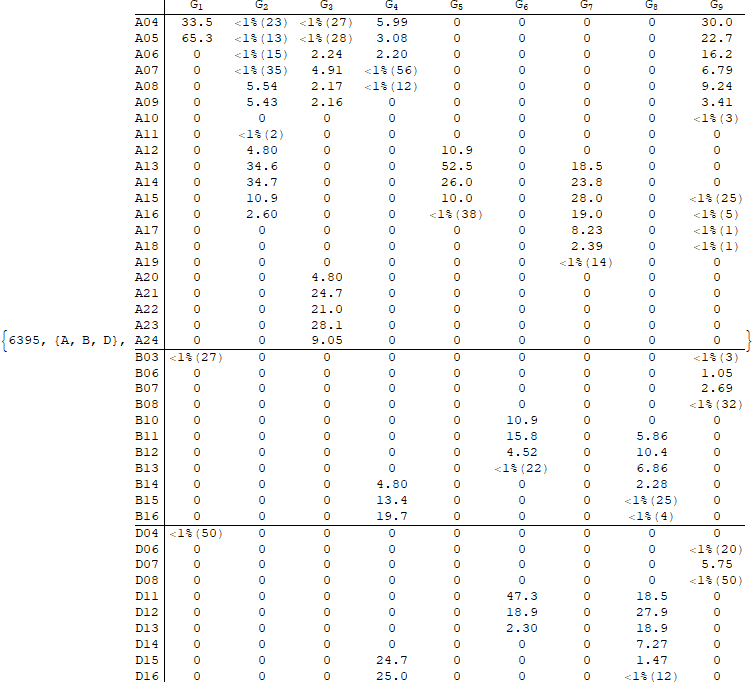 G1 G2 G3 G4 G5 G6 G7 G8 G9
A04 33.5 <1%(23) <1%(27) 5.99 0 0 0 0 30.0
A05 65.3 <1%(13) <1%(28) 3.08 0 0 0 0 22.7
A06 0 <1%(15) 2.24 2.20 0 0 0 0 16.2
A07 0 <1%(35) 4.91 <1%(56) 0 0 0 0 6.79
A08 0 5.54 2.17 <1%(12) 0 0 0 0 9.24
A09 0 5.43 2.16 0 0 0 0 0 3.41
A10 0 0 0 0 0 0 0 0 <1%(3)
A11 0 <1%(2) 0 0 0 0 0 0 0
A12 0 4.80 0 0 10.9 0 0 0 0
A13 0 34.6 0 0 52.5 0 18.5 0 0
A14 0 34.7 0 0 26.0 0 23.8 0 0
A15 0 10.9 0 0 10.0 0 28.0 0 <1%(25)
A16 0 2.60 0 0 <1%(38) 0 19.0 0 <1%(5)
A17 0 0 0 0 0 0 8.23 0 <1%(1)
A18 0 0 0 0 0 0 2.39 0 <1%(1)
A19 0 0 0 0 0 0 <1%(14) 0 0
A20 0 0 4.80 0 0 0 0 0 0
A21 0 0 24.7 0 0 0 0 0 0
A22 0 0 21.0 0 0 0 0 0 0
A23 0 0 28.1 0 0 0 0 0 0
{6395, {A, B, D}, A24 0 0 9.05 0 0 0 0 0 0 }
B03 <1%(27) 0 0 0 0 0 0 0 <1%(3)
B06 0 0 0 0 0 0 0 0 1.05
B07 0 0 0 0 0 0 0 0 2.69
B08 0 0 0 0 0 0 0 0 <1%(32)
B10 0 0 0 0 0 10.9 0 0 0
B11 0 0 0 0 0 15.8 0 5.86 0
B12 0 0 0 0 0 4.52 0 10.4 0
B13 0 0 0 0 0 <1%(22) 0 6.86 0
B14 0 0 0 4.80 0 0 0 2.28 0
B15 0 0 0 13.4 0 0 0 <1%(25) 0
B16 0 0 0 19.7 0 0 0 <1%(4) 0
D04 <1%(50) 0 0 0 0 0 0 0 0
D06 0 0 0 0 0 0 0 0 <1%(20)
D07 0 0 0 0 0 0 0 0 5.75
D08 0 0 0 0 0 0 0 0 <1%(50)
D11 0 0 0 0 0 47.3 0 18.5 0
D12 0 0 0 0 0 18.9 0 27.9 0
D13 0 0 0 0 0 2.30 0 18.9 0
D14 0 0 0 0 0 0 0 7.27 0
D15 0 0 0 24.7 0 0 0 1.47 0
D16 0 0 0 25.0 0 0 0 <1%(12) 0